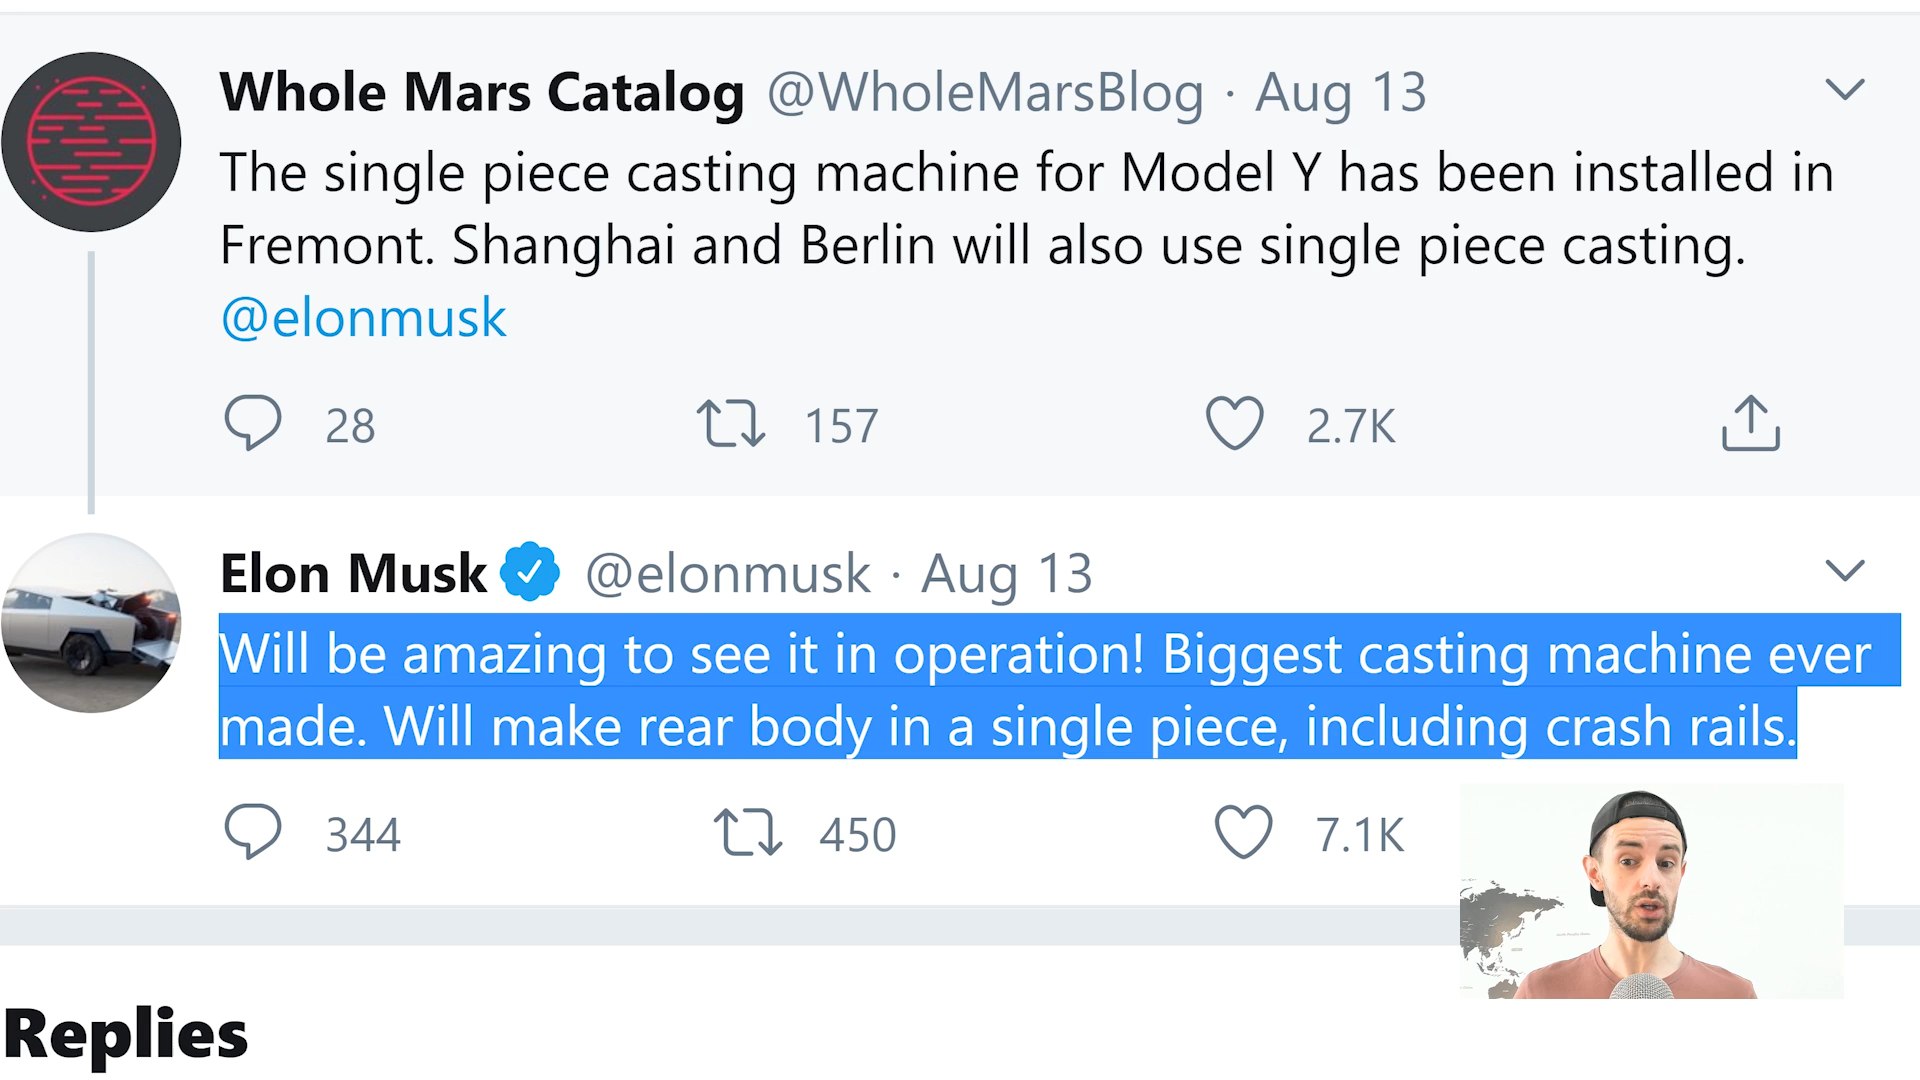 Whole Mars Catalog @WholeMarsBlog · Aug 13
The single piece casting machine for Model Y has been installed in
Fremont. Shanghai and Berlin will also use single piece casting.
@elonmusk
28 157 2.7K
Elon Musk @elonmusk · Aug 13
Will be amazing to see it in operation! Biggest casting machine ever
made. Will make rear body in a single piece, including crash rails.
344 450 7.1K
Replies